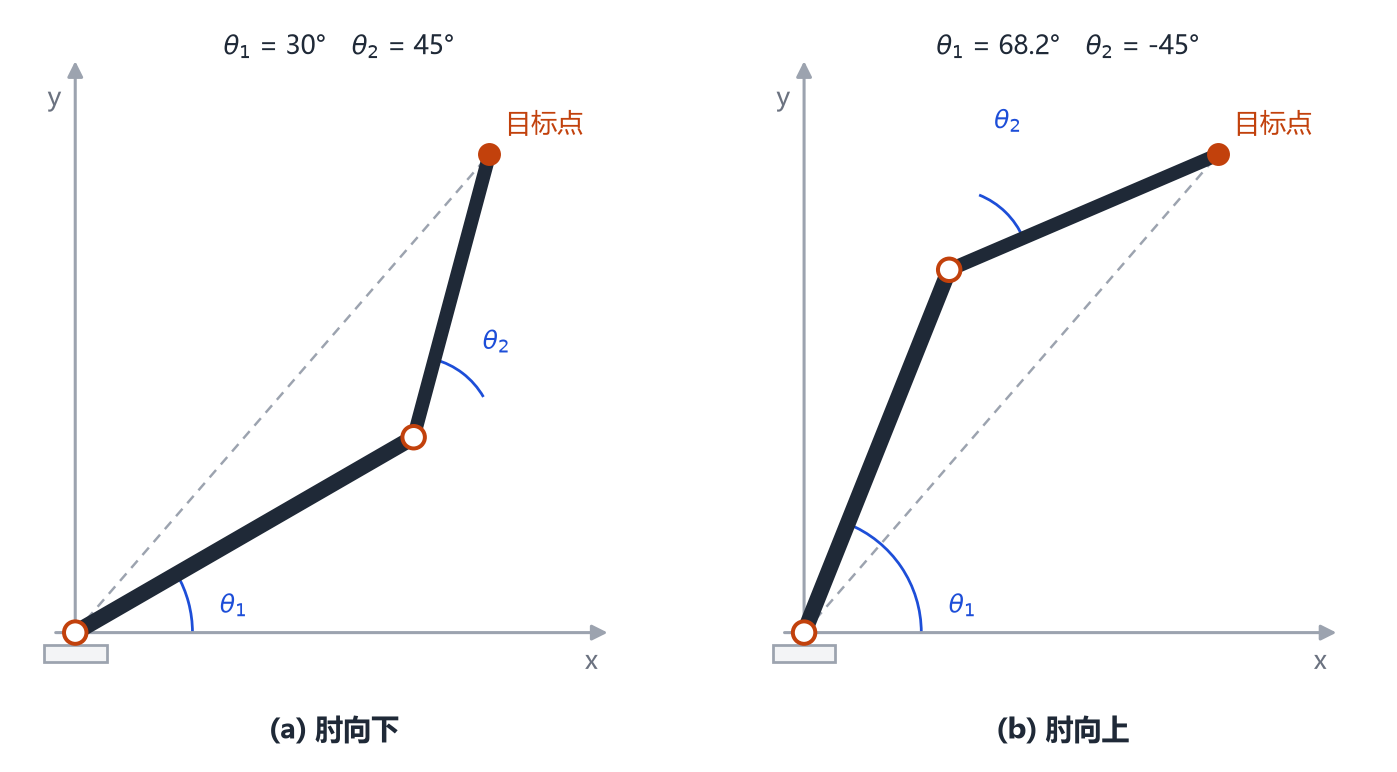 θ₁ = 30° θ₂ = 45°
y
目标点
θ₂
θ₁
x
(a) 肘向下
θ₁ = 68.2° θ₂ = -45°
y
θ₂
目标点
θ₁
x
(b) 肘向上